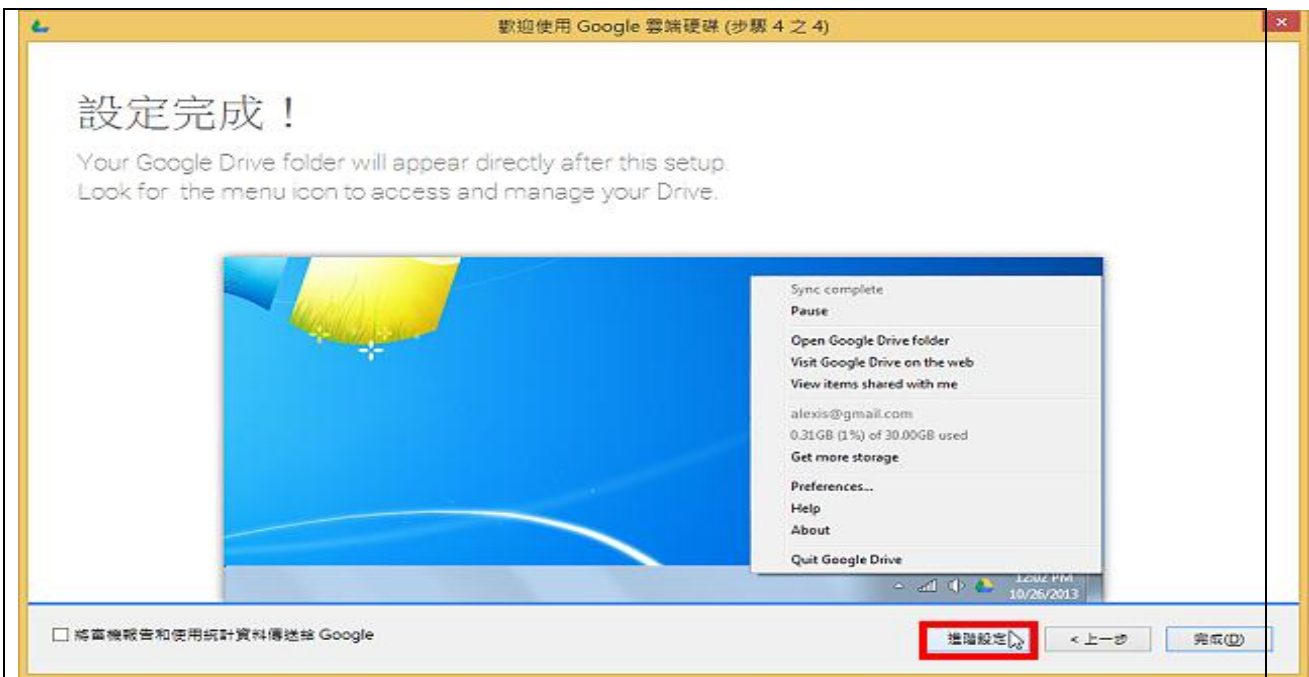 歡迎使用 Google 雲端硬碟 (步驟 4 之 4)
設定完成！
Your Google Drive folder will appear directly after this setup.
Look for the menu icon to access and manage your Drive.
Sync complete
Pause
Open Google Drive folder
Visit Google Drive on the web
View items shared with me
alexis@gmail.com
0.31GB (1%) of 30.00GB used
Get more storage
Preferences...
Help
About
Quit Google Drive
12:02 PM
10/26/2013
將當機報告和使用統計資料傳送給 Google
進階設定
< 上一步
完成(D)